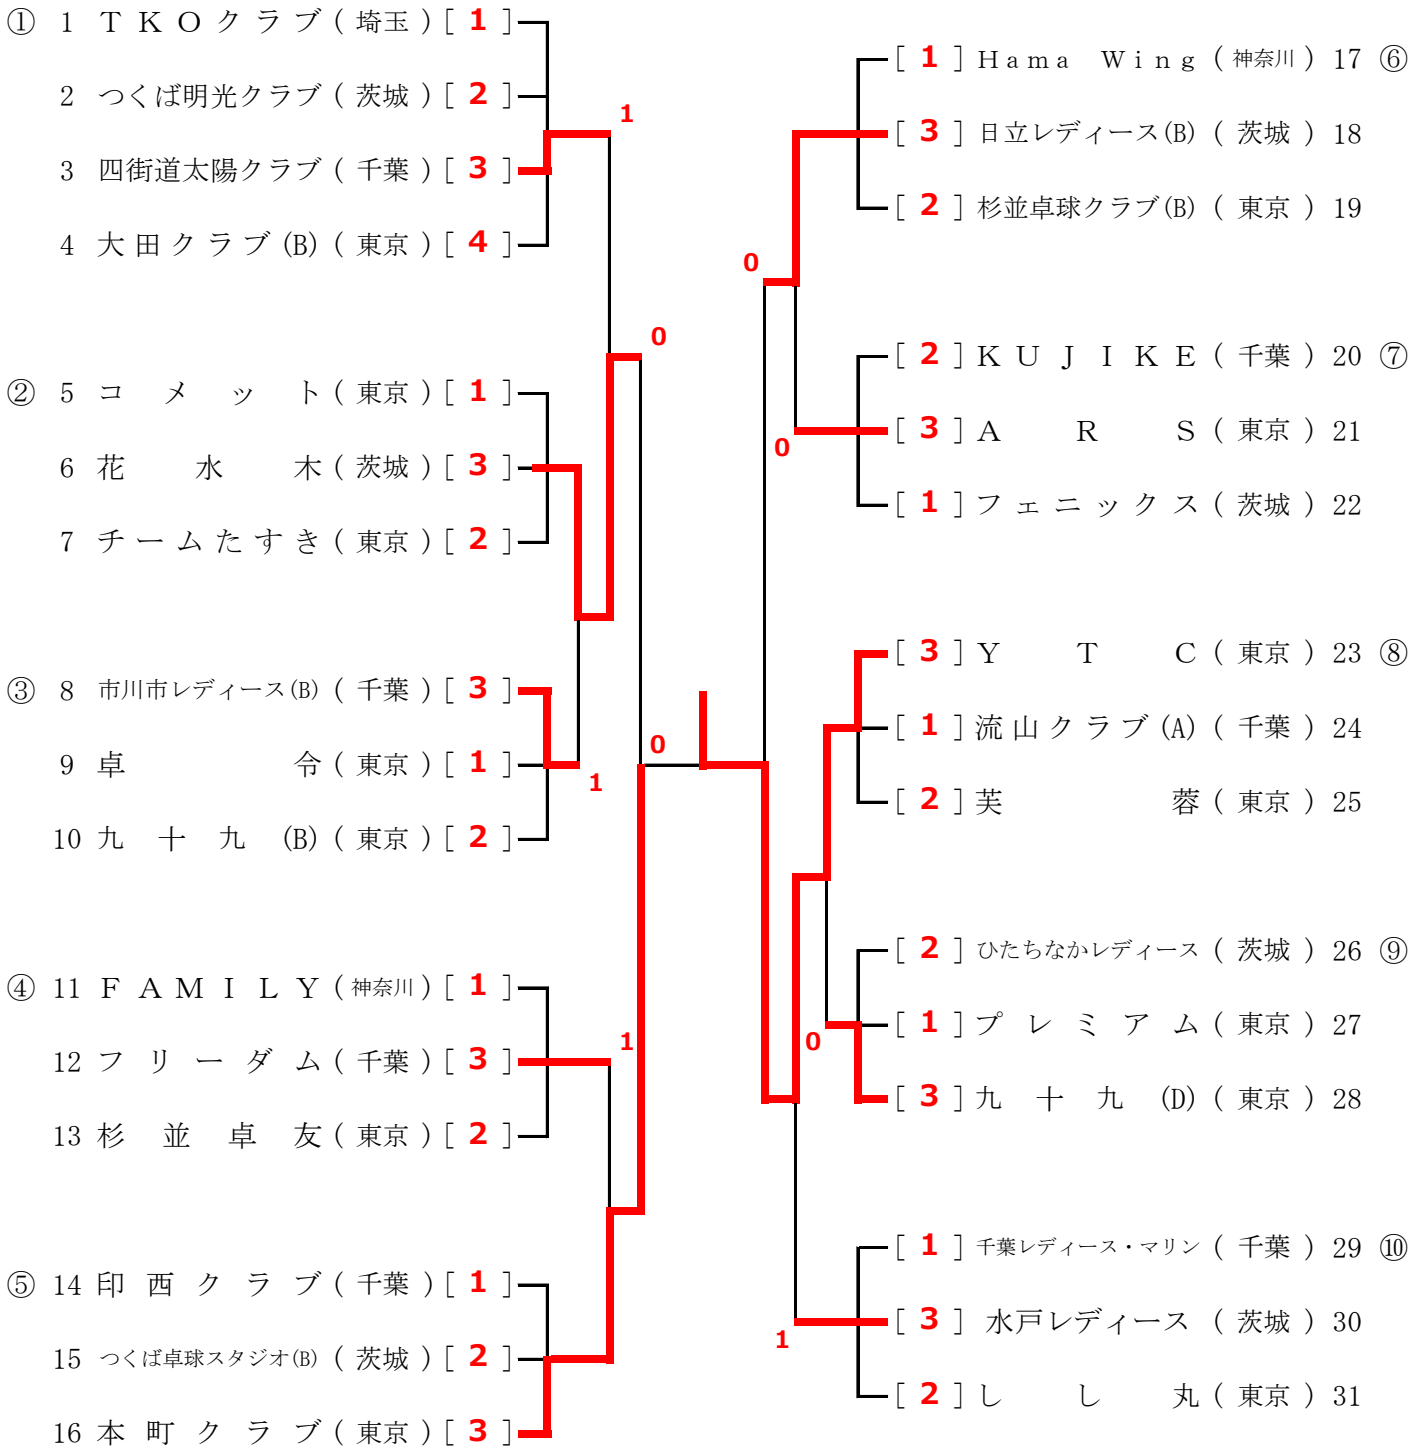 ① 1 ＴＫＯクラブ ( 埼玉 ) [ 1 ]
2 つくば明光クラブ ( 茨城 ) [ 2 ]
1
3 四街道太陽クラブ ( 千葉 ) [ 3 ]
4 大田クラブ(B) ( 東京 ) [ 4 ]
0
② 5 コメット ( 東京 ) [ 1 ]
6 花水木 ( 茨城 ) [ 3 ]
7 チームたすき ( 東京 ) [ 2 ]
③ 8 市川市レディース(B) ( 千葉 ) [ 3 ]
0
9 卓令 ( 東京 ) [ 1 ]
1
10 九十九(B) ( 東京 ) [ 2 ]
④ 11 ＦＡＭＩＬＹ ( 神奈川 ) [ 1 ]
1
12 フリーダム ( 千葉 ) [ 3 ]
13 杉並卓友 ( 東京 ) [ 2 ]
⑤ 14 印西クラブ ( 千葉 ) [ 1 ]
15 つくば卓球スタジオ(B) ( 茨城 ) [ 2 ]
16 本町クラブ ( 東京 ) [ 3 ]
[ 1 ] Ｈａｍａ　Ｗｉｎｇ ( 神奈川 ) 17 ⑥
[ 3 ] 日立レディース(B) ( 茨城 ) 18
[ 2 ] 杉並卓球クラブ(B) ( 東京 ) 19
0
[ 2 ] ＫＵＪＩＫＥ ( 千葉 ) 20 ⑦
[ 3 ] ＡＲＳ ( 東京 ) 21
0
[ 1 ] フェニックス ( 茨城 ) 22
[ 3 ] ＹＴＣ ( 東京 ) 23 ⑧
[ 1 ] 流山クラブ(A) ( 千葉 ) 24
[ 2 ] 芙蓉 ( 東京 ) 25
[ 2 ] ひたちなかレディース ( 茨城 ) 26 ⑨
[ 1 ] プレミアム ( 東京 ) 27
0
[ 3 ] 九十九(D) ( 東京 ) 28
[ 1 ] 千葉レディース・マリン ( 千葉 ) 29 ⑩
[ 3 ] 水戸レディース ( 茨城 ) 30
1
[ 2 ] しし丸 ( 東京 ) 31